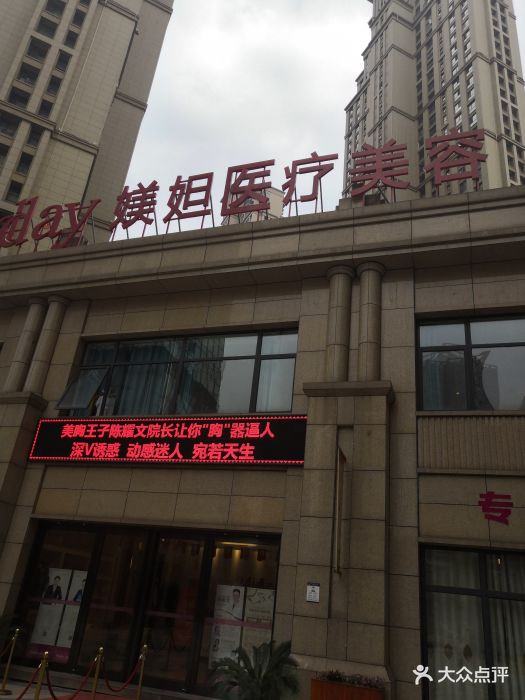 day 媄妲医疗美容
美胸王子陈媛文院长让你"胸"器逼人
深V诱惑 动感迷人 宛若天生
专
大众点评